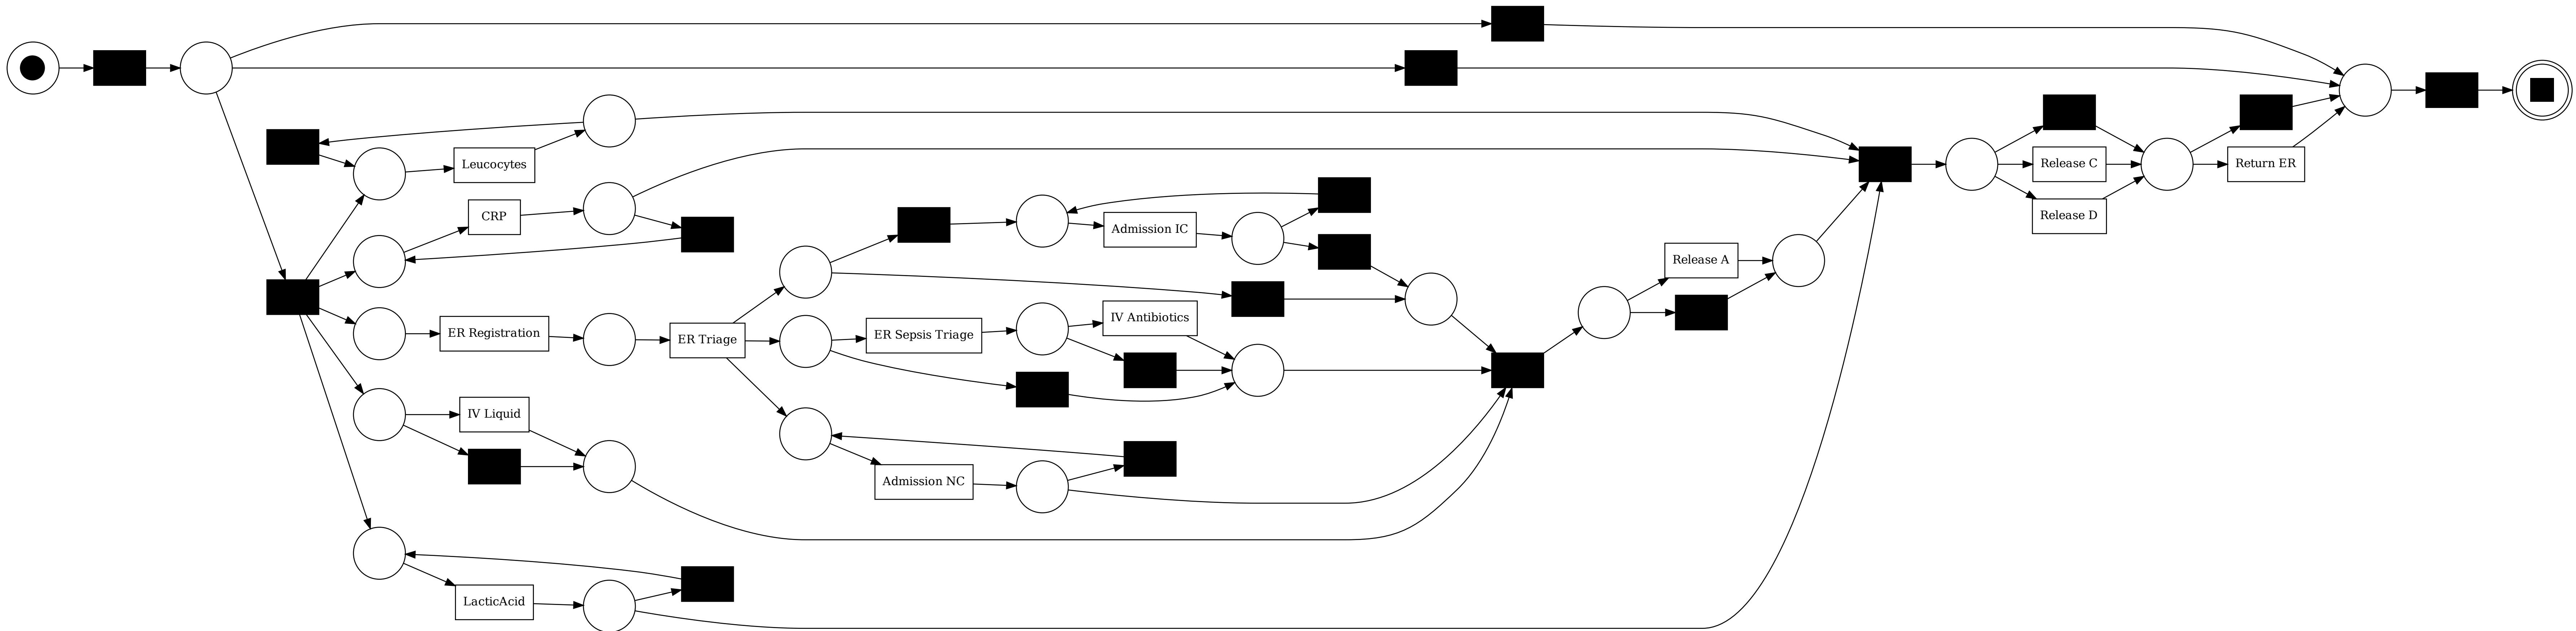 Leucocytes
CRP
ER Registration
IV Liquid
LacticAcid
ER Triage
Admission IC
ER Sepsis Triage
IV Antibiotics
Admission NC
Release A
Release C
Release D
Return ER